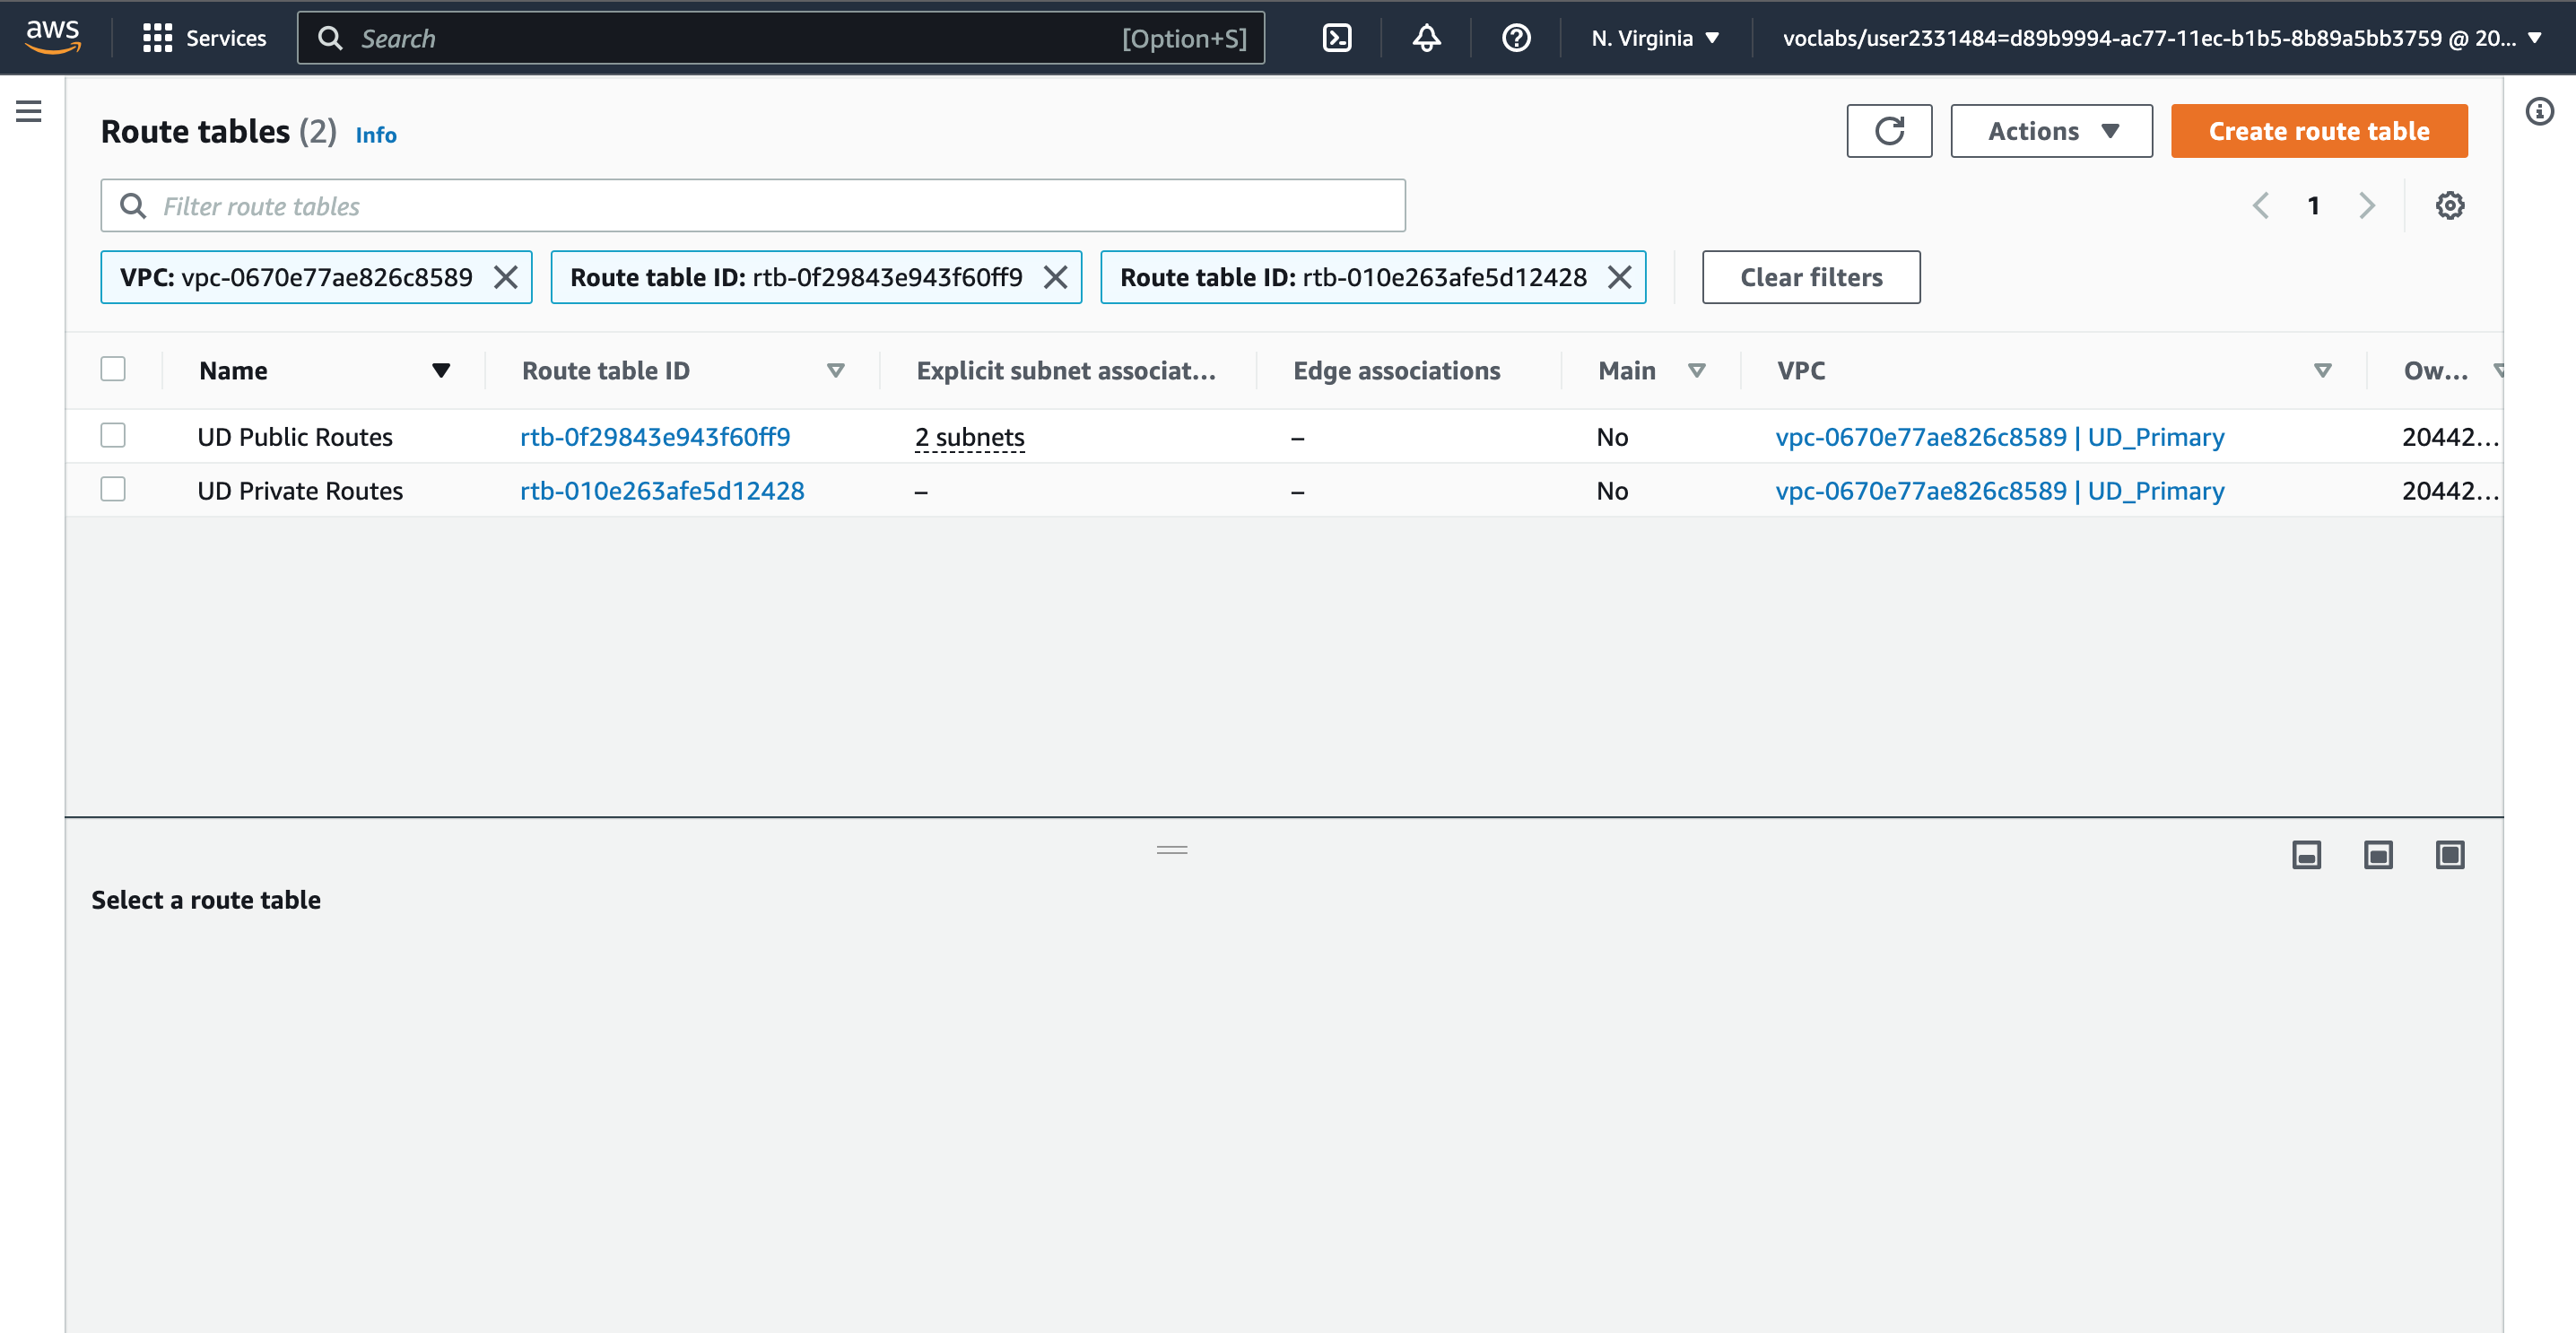 aws Services Search [Option+S] N. Virginia voclabs/user2331484=d89b9994-ac77-11ec-b1b5-8b89a5bb3759 @ 20...
Route tables (2) Info Actions Create route table
Filter route tables 1
VPC: vpc-0670e77ae826c8589 Route table ID: rtb-0f29843e943f60ff9 Route table ID: rtb-010e263afe5d12428 Clear filters
Name Route table ID Explicit subnet associat... Edge associations Main VPC Ow...
UD Public Routes rtb-0f29843e943f60ff9 2 subnets – No vpc-0670e77ae826c8589 | UD_Primary 20442...
UD Private Routes rtb-010e263afe5d12428 – – No vpc-0670e77ae826c8589 | UD_Primary 20442...
Select a route table